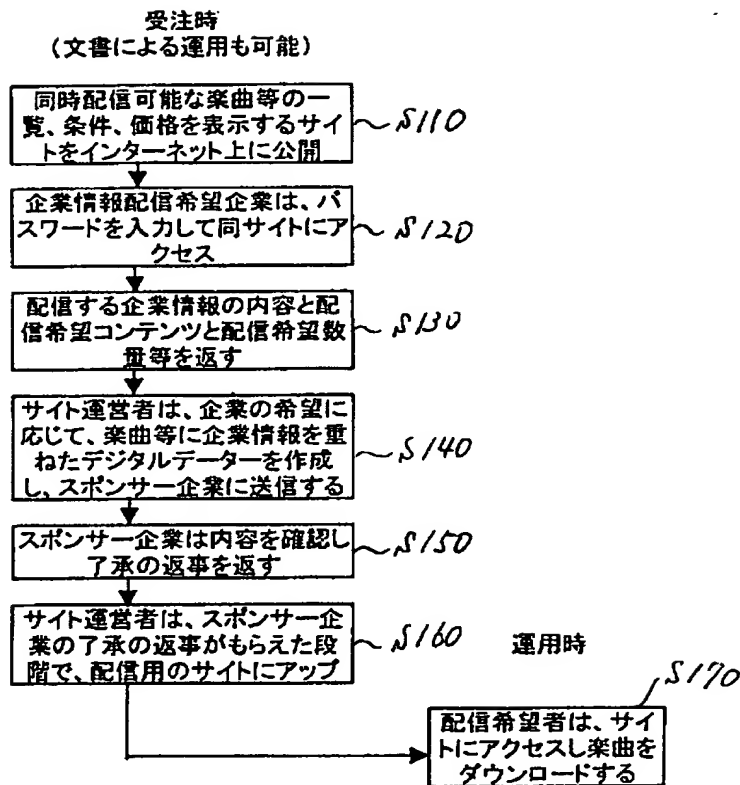 受注時
（文書による運用も可能）
同時配信可能な楽曲等の一
覧、条件、価格を表示するサイ
トをインターネット上に公開
S110
企業情報配信希望企業は、パ
スワードを入力して同サイトにア
クセス
S120
配信する企業情報の内容と配
信希望コンテンツと配信希望数
量等を返す
S130
サイト運営者は、企業の希望に
応じて、楽曲等に企業情報を重
ねたデジタルデーターを作成
し、スポンサー企業に送信する
S140
スポンサー企業は内容を確認し
了承の返事を返す
S150
サイト運営者は、スポンサー企
業の了承の返事がもらえた段
階で、配信用のサイトにアップ
S160
運用時
S170
配信希望者は、サイ
トにアクセスし楽曲を
ダウンロードする